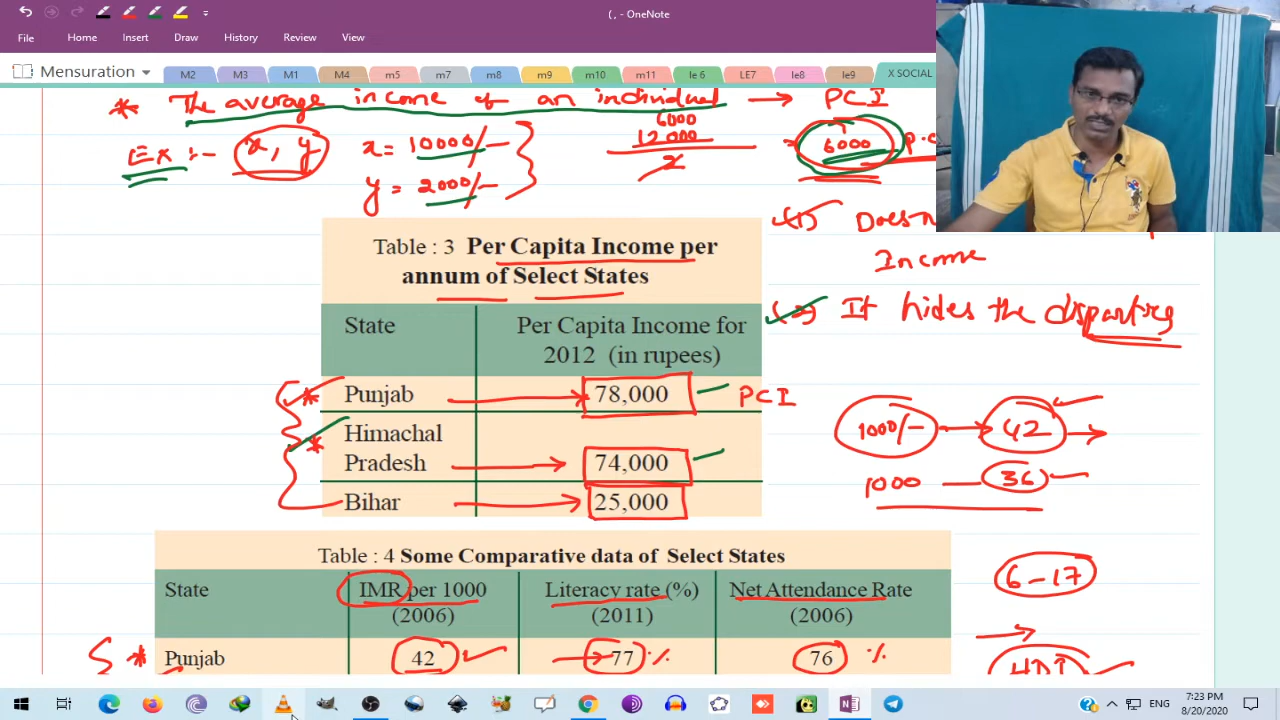 ( , - OneNote
File Home Insert Draw History Review View
Mensuration M2 M3 M1 M4 m5 m7 m8 m9 m10 m11 le 6 LE7 le8 le9 X SOCIAL
* The average income of an individual → PCI
Ex :- x, y x = 10000/-
y = 2000/-
6000
12000
2
= 6000
(1) Does
Income
(2) It hides the disparting
Table : 3 Per Capita Income per
annum of Select States
State Per Capita Income for
2012 (in rupees)
* Punjab 78,000 PCI
* Himachal
Pradesh 74,000
Bihar 25,000
1000/- → 42 →
1000 — 36
6 - 17
Table : 4 Some Comparative data of Select States
State IMR per 1000 Literacy rate (%) Net Attendance Rate
(2006) (2011) (2006)
* Punjab 42 77 % 76 %
HDI
ENG
7:23 PM
8/20/2020